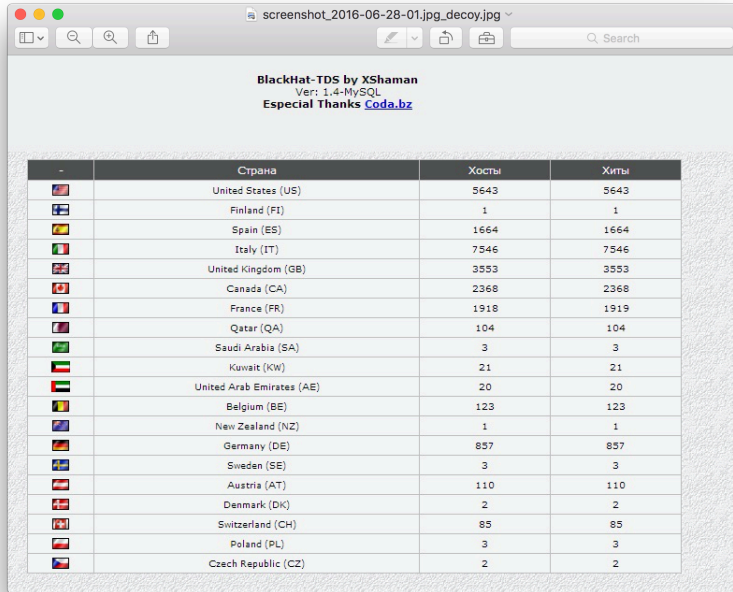 screenshot_2016-06-28-01.jpg_decoy.jpg
Search
BlackHat-TDS by XShaman
Ver: 1.4-MySQL
Especial Thanks Coda.bz
- Страна Хосты Хиты
United States (US) 5643 5643
Finland (FI) 1 1
Spain (ES) 1664 1664
Italy (IT) 7546 7546
United Kingdom (GB) 3553 3553
Canada (CA) 2368 2368
France (FR) 1918 1919
Qatar (QA) 104 104
Saudi Arabia (SA) 3 3
Kuwait (KW) 21 21
United Arab Emirates (AE) 20 20
Belgium (BE) 123 123
New Zealand (NZ) 1 1
Germany (DE) 857 857
Sweden (SE) 3 3
Austria (AT) 110 110
Denmark (DK) 2 2
Switzerland (CH) 85 85
Poland (PL) 3 3
Czech Republic (CZ) 2 2